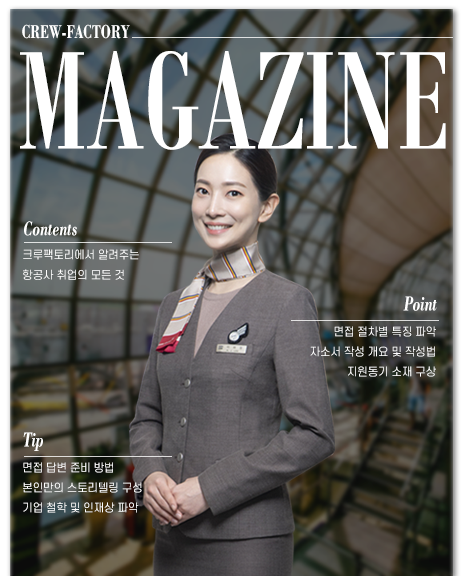 CREW-FACTORY
MAGAZINE
Contents
크루팩토리에서 알려주는
항공사 취업의 모든 것
Point
면접 절차별 특징 파악
자소서 작성 개요 및 작성법
지원동기 소재 구상
Tip
면접 답변 준비 방법
본인만의 스토리텔링 구성
기업 철학 및 인재상 파악